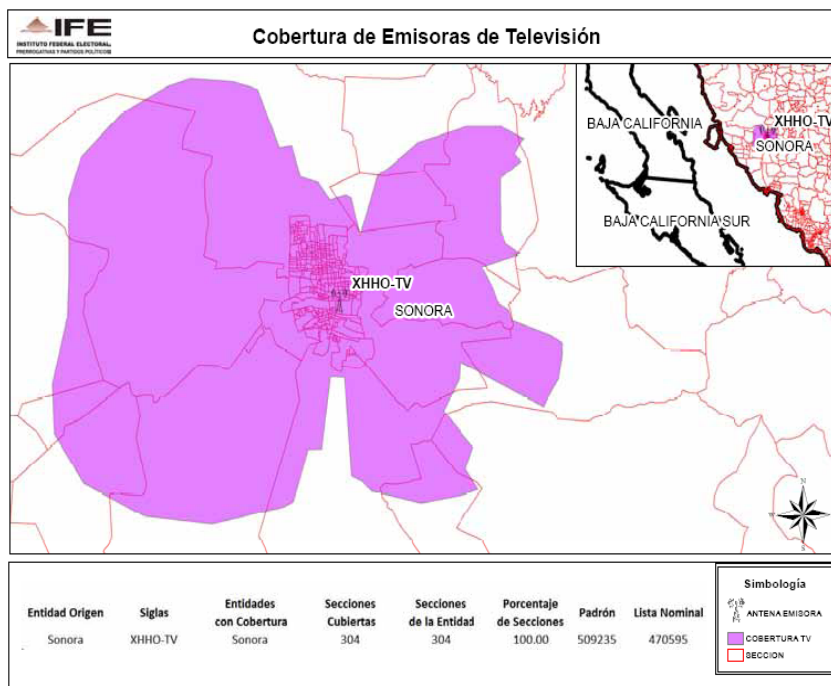 IFE
INSTITUTO FEDERAL ELECTORAL
PRERROGATIVAS Y PARTIDOS POLÍTICOS
Cobertura de Emisoras de Televisión
XHHO-TV
BAJA CALIFORNIA
SONORA
BAJA CALIFORNIA SUR
XHHO-TV
SONORA
N
W
S
Entidad Origen Siglas Entidades con Cobertura Secciones Cubiertas Secciones de la Entidad Porcentaje de Secciones Padrón Lista Nominal
Sonora XHHO-TV Sonora 304 304 100.00 509235 470595
Simbología
ANTENA EMISORA
COBERTURA TV
SECCION